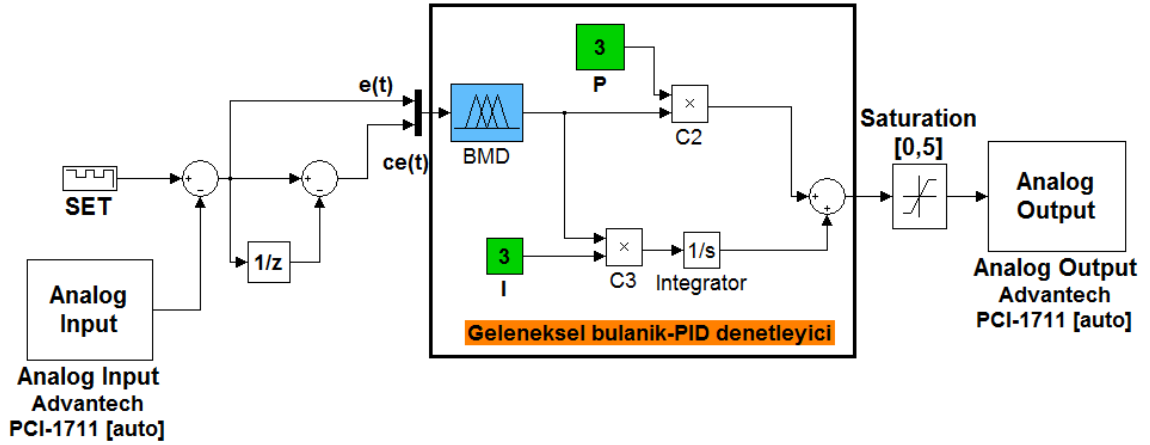 3
P
e(t)
ce(t)
BMD
×
C2
Saturation
[0,5]
+
-
SET
+
-
1/z
Analog
Input
Analog Input
Advantech
PCI-1711 [auto]
3
I
×
C3
1/s
Integrator
+
+
Analog
Output
Analog Output
Advantech
PCI-1711 [auto]
Geleneksel bulanik-PID denetleyici